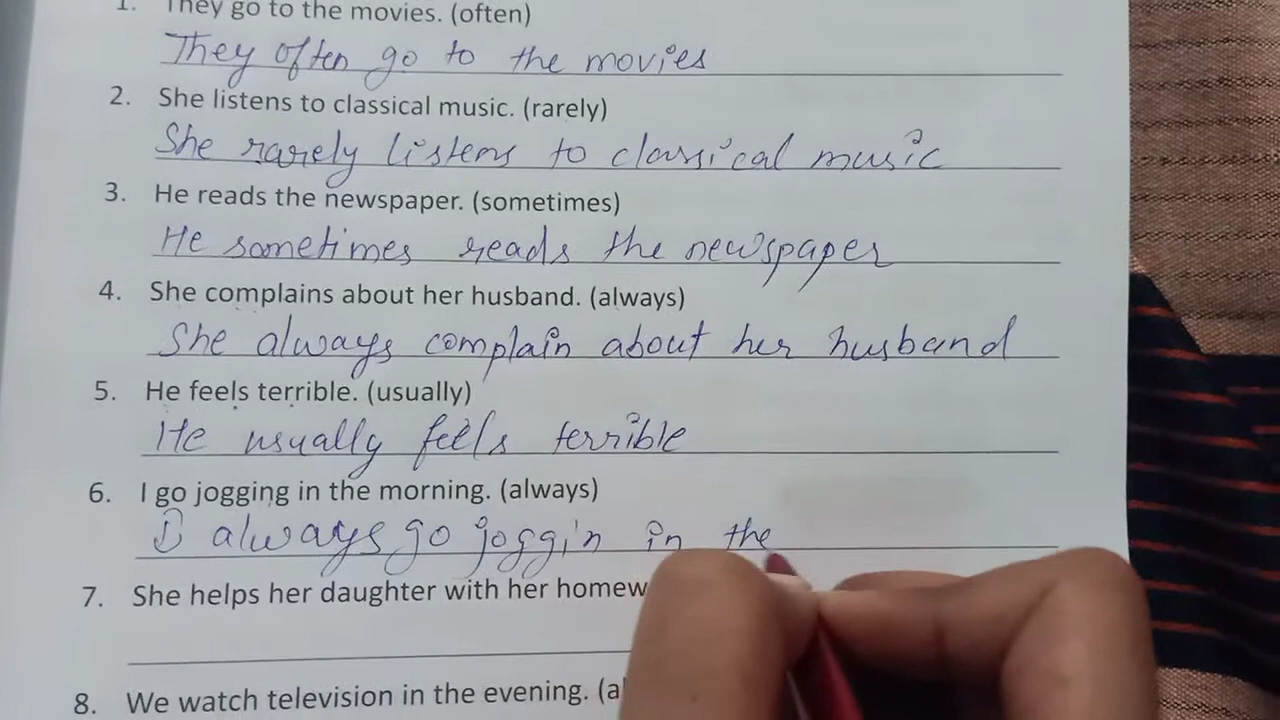 1. They go to the movies. (often)
They often go to the movies
2. She listens to classical music. (rarely)
She rarely listens to classical music
3. He reads the newspaper. (sometimes)
He sometimes reads the newspaper
4. She complains about her husband. (always)
She always complain about her husband
5. He feels terrible. (usually)
He usually feels terrible
6. I go jogging in the morning. (always)
I always go joggin in the
7. She helps her daughter with her homew
8. We watch television in the evening. (a